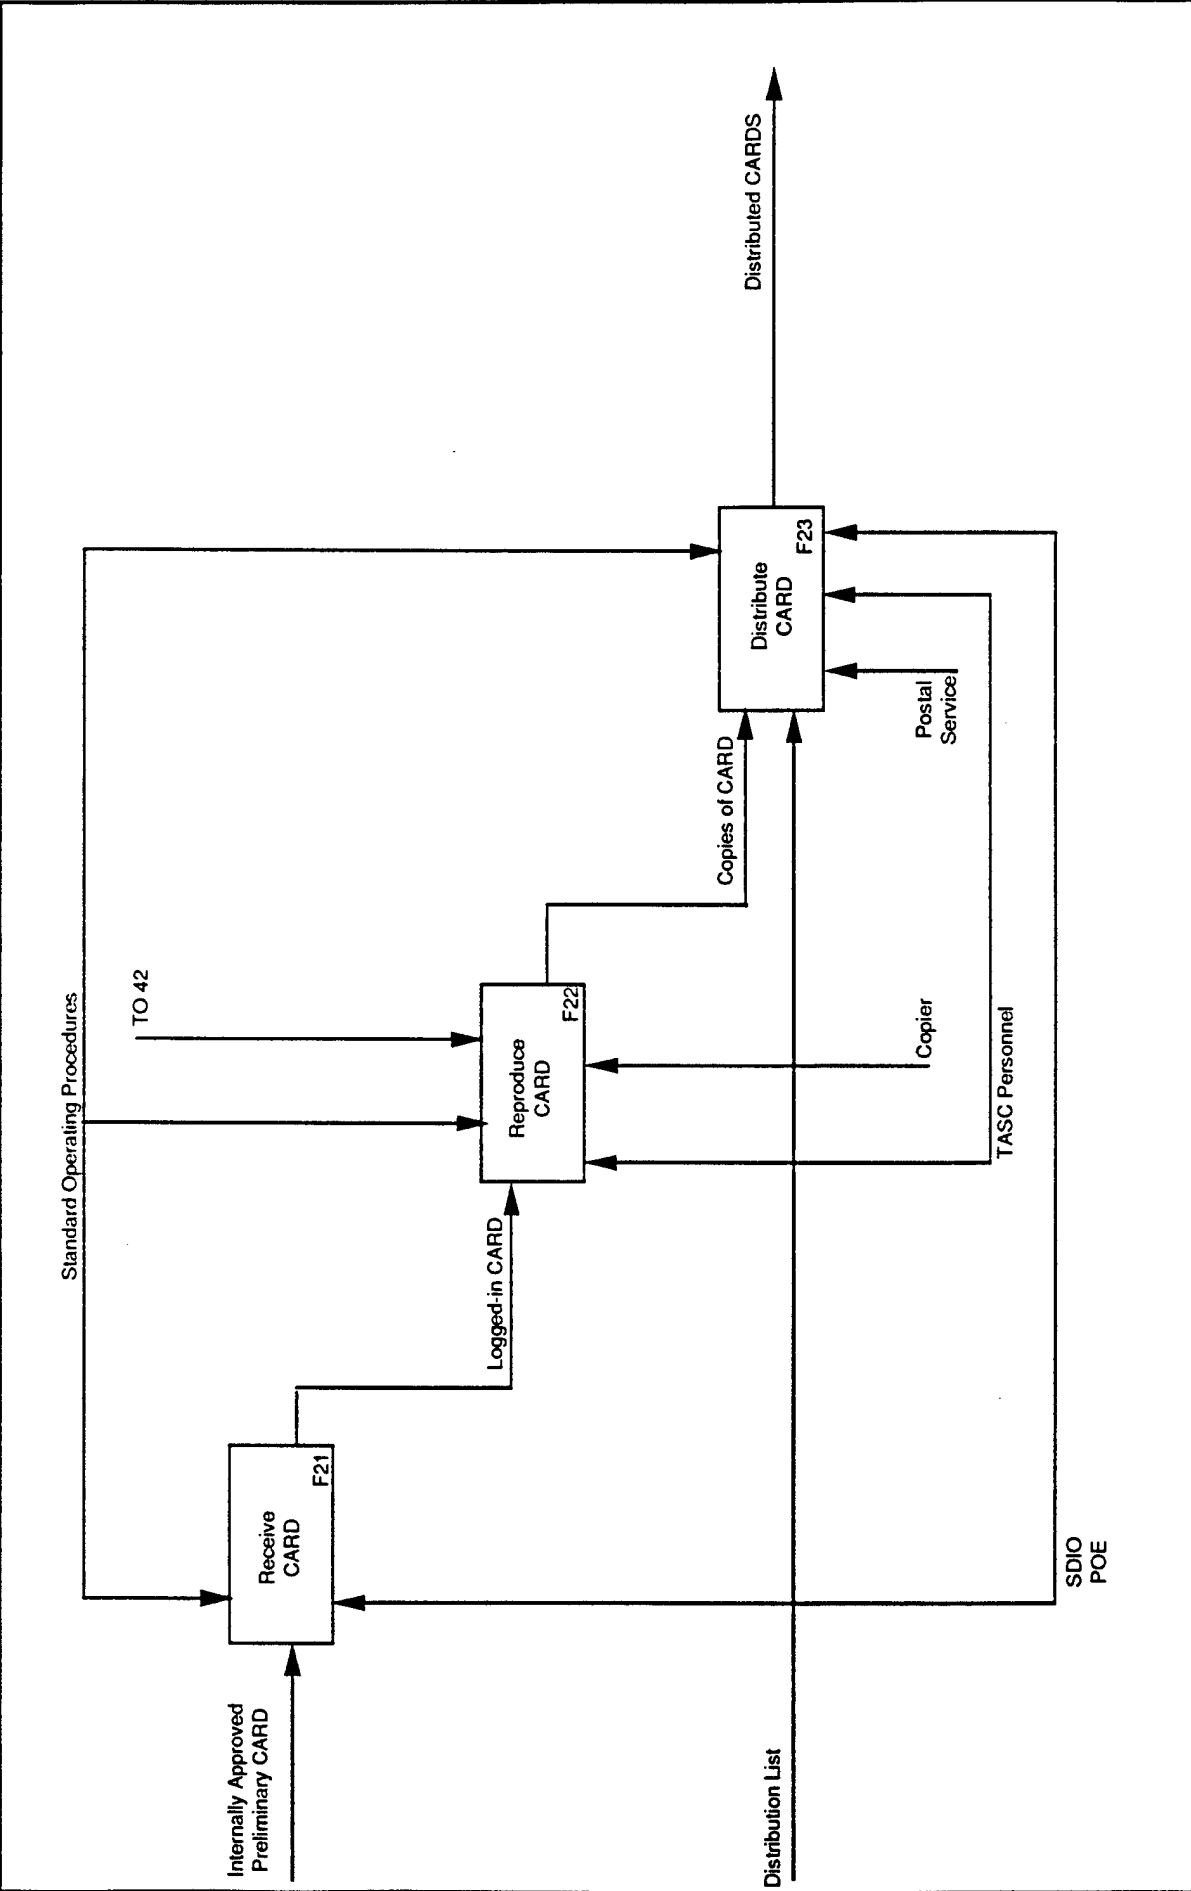 Standard Operating Procedures
TO 42
Internally Approved
Preliminary CARD
Receive
CARD
F21
Logged-in CARD
Reproduce
CARD
F22
Copies of CARD
Distribute
CARD
F23
Distributed CARDS
Distribution List
Copier
Postal
Service
TASC Personnel
SDIO
POE